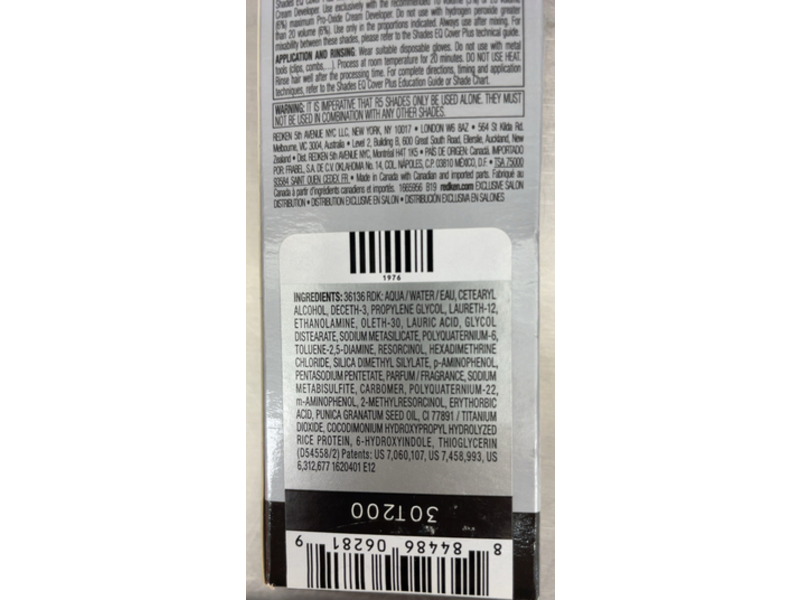 Shades EQ Cover Plus
Cream Developer. Use exclusively with the recommended 10 Volume (3%) or 20 Volume
(6%) maximum Pro-Oxide Cream Developer. Do not use with hydrogen peroxide greater
than 20 volume (6%). Use only in the proportions indicated. Always use after mixing. For
mixability between these shades, please refer to the Shades EQ Cover Plus technical guide.
APPLICATION AND RINSING. Wear suitable disposable gloves. Do not use with metal
tools (clips, combs,....). Process at room temperature for 20 minutes. DO NOT USE HEAT.
Rinse hair well after the processing time. For complete directions, timing and application
techniques, refer to Shades EQ Cover Plus Education Guide or Shade Chart.
WARNING: IT IS IMPERATIVE THAT R5 SHADES ONLY BE USED ALONE. THEY MUST
NOT BE USED IN COMBINATION WITH ANY OTHER SHADES.
REDKEN 5th AVENUE NYC LLC, NEW YORK, NY 10017 • LONDON W6 8AZ • 564 St Kilda Rd.
Melbourne, VIC 3004, Australia • Level 2, Building B, 600 Great South Road, Ellerslie, Auckland, New
Zealand • Dist. REDKEN 5th AVENUE NYC, Montréal H4T 1K5 • PAÍS DE ORIGEN: Canadá. IMPORTADO
POR: FRABEL, S.A. DE C.V. OKLAHOMA No. 14, COL. NÁPOLES, C.P. 03810 MÉXICO, D.F. • TSA 75000
93584 SAINT OUEN CEDEX FR. • Made in Canada with Canadian and imported parts. Fabriqué au
Canada à partir d'ingrédients canadiens et importés. 1665956 B19 redken.com EXCLUSIVE SALON
DISTRIBUTION • DISTRIBUTION EXCLUSIVE EN SALON • DISTRIBUCIÓN EXCLUSIVA EN SALONES
1976
INGREDIENTS: 36136 RDK: AQUA / WATER / EAU, CETEARYL
ALCOHOL, DECETH-3, PROPYLENE GLYCOL, LAURETH-12,
ETHANOLAMINE, OLETH-30, LAURIC ACID, GLYCOL
DISTEARATE, SODIUM METASILICATE, POLYQUATERNIUM-6,
TOLUENE-2,5-DIAMINE, RESORCINOL, HEXADIMETHRINE
CHLORIDE, SILICA DIMETHYL SILYLATE, p-AMINOPHENOL,
PENTASODIUM PENTETATE, PARFUM / FRAGRANCE, SODIUM
METABISULFITE, CARBOMER, POLYQUATERNIUM-22,
m-AMINOPHENOL, 2-METHYLRESORCINOL, ERYTHORBIC
ACID, PUNICA GRANATUM SEED OIL, CI 77891 / TITANIUM
DIOXIDE, COCODIMONIUM HYDROXYPROPYL HYDROLYZED
RICE PROTEIN, 6-HYDROXYINDOLE, THIOGLYCERIN
(D54558/2) Patents: US 7,060,107, US 7,458,993, US
6,312,677 1620401 E12
30T200
8 84486 06281 9